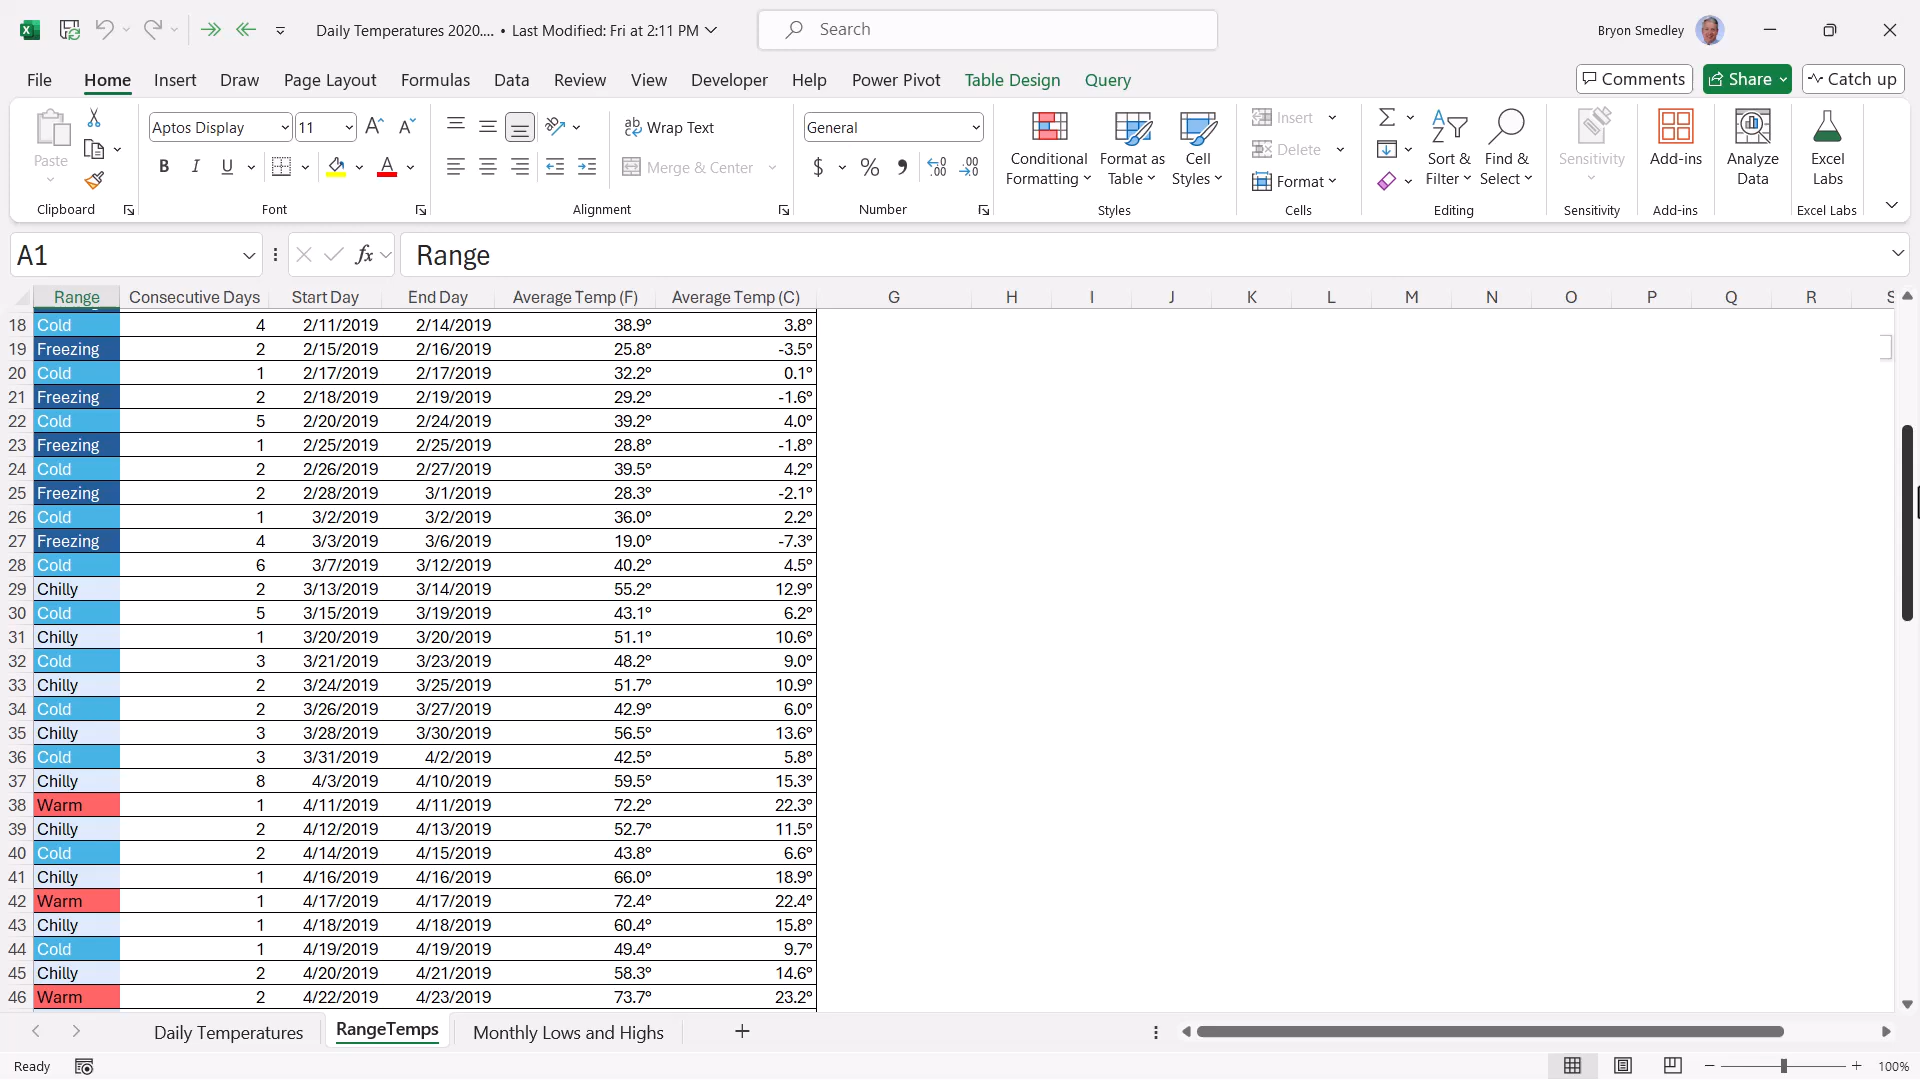 Daily Temperatures 2020.... • Last Modified: Fri at 2:11 PM
Search
Bryon Smedley
File Home Insert Draw Page Layout Formulas Data Review View Developer Help Power Pivot Table Design Query
Comments Share Catch up
Paste
Clipboard
Aptos Display 11
B I U A
Font
Wrap Text
Merge & Center
Alignment
General
$ % 9 .00
Number
Conditional Formatting
Format as Table
Cell Styles
Styles
Insert
Delete
Format
Cells
Sort & Filter
Find & Select
Editing
Sensitivity
Sensitivity
Add-ins
Add-ins
Analyze Data
Excel Labs
Excel Labs
A1 fx Range
Range Consecutive Days Start Day End Day Average Temp (F) Average Temp (C) G H I J K L M N O P Q R S
18 Cold 4 2/11/2019 2/14/2019 38.9° 3.8°
19 Freezing 2 2/15/2019 2/16/2019 25.8° -3.5°
20 Cold 1 2/17/2019 2/17/2019 32.2° 0.1°
21 Freezing 2 2/18/2019 2/19/2019 29.2° -1.6°
22 Cold 5 2/20/2019 2/24/2019 39.2° 4.0°
23 Freezing 1 2/25/2019 2/25/2019 28.8° -1.8°
24 Cold 2 2/26/2019 2/27/2019 39.5° 4.2°
25 Freezing 2 2/28/2019 3/1/2019 28.3° -2.1°
26 Cold 1 3/2/2019 3/2/2019 36.0° 2.2°
27 Freezing 4 3/3/2019 3/6/2019 19.0° -7.3°
28 Cold 6 3/7/2019 3/12/2019 40.2° 4.5°
29 Chilly 2 3/13/2019 3/14/2019 55.2° 12.9°
30 Cold 5 3/15/2019 3/19/2019 43.1° 6.2°
31 Chilly 1 3/20/2019 3/20/2019 51.1° 10.6°
32 Cold 3 3/21/2019 3/23/2019 48.2° 9.0°
33 Chilly 2 3/24/2019 3/25/2019 51.7° 10.9°
34 Cold 2 3/26/2019 3/27/2019 42.9° 6.0°
35 Chilly 3 3/28/2019 3/30/2019 56.5° 13.6°
36 Cold 3 3/31/2019 4/2/2019 42.5° 5.8°
37 Chilly 8 4/3/2019 4/10/2019 59.5° 15.3°
38 Warm 1 4/11/2019 4/11/2019 72.2° 22.3°
39 Chilly 2 4/12/2019 4/13/2019 52.7° 11.5°
40 Cold 2 4/14/2019 4/15/2019 43.8° 6.6°
41 Chilly 1 4/16/2019 4/16/2019 66.0° 18.9°
42 Warm 1 4/17/2019 4/17/2019 72.4° 22.4°
43 Chilly 1 4/18/2019 4/18/2019 60.4° 15.8°
44 Cold 1 4/19/2019 4/19/2019 49.4° 9.7°
45 Chilly 2 4/20/2019 4/21/2019 58.3° 14.6°
46 Warm 2 4/22/2019 4/23/2019 73.7° 23.2°
Daily Temperatures RangeTemps Monthly Lows and Highs
Ready 100%